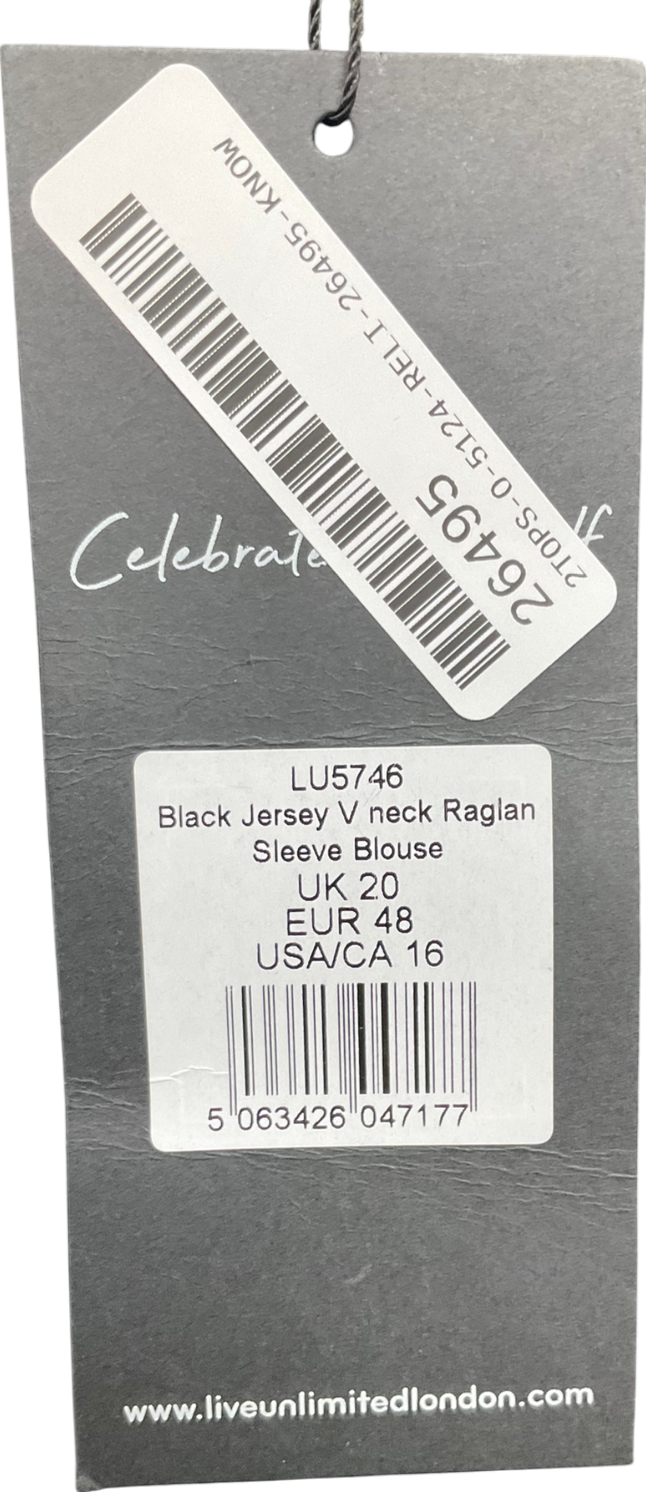 2TOPS-0-5124-RELI-26495-KNOW
26495
Celebrate
LU5746
Black Jersey V neck Raglan
Sleeve Blouse
UK 20
EUR 48
USA/CA 16
5 063426 047177
www.liveunlimitedlondon.com